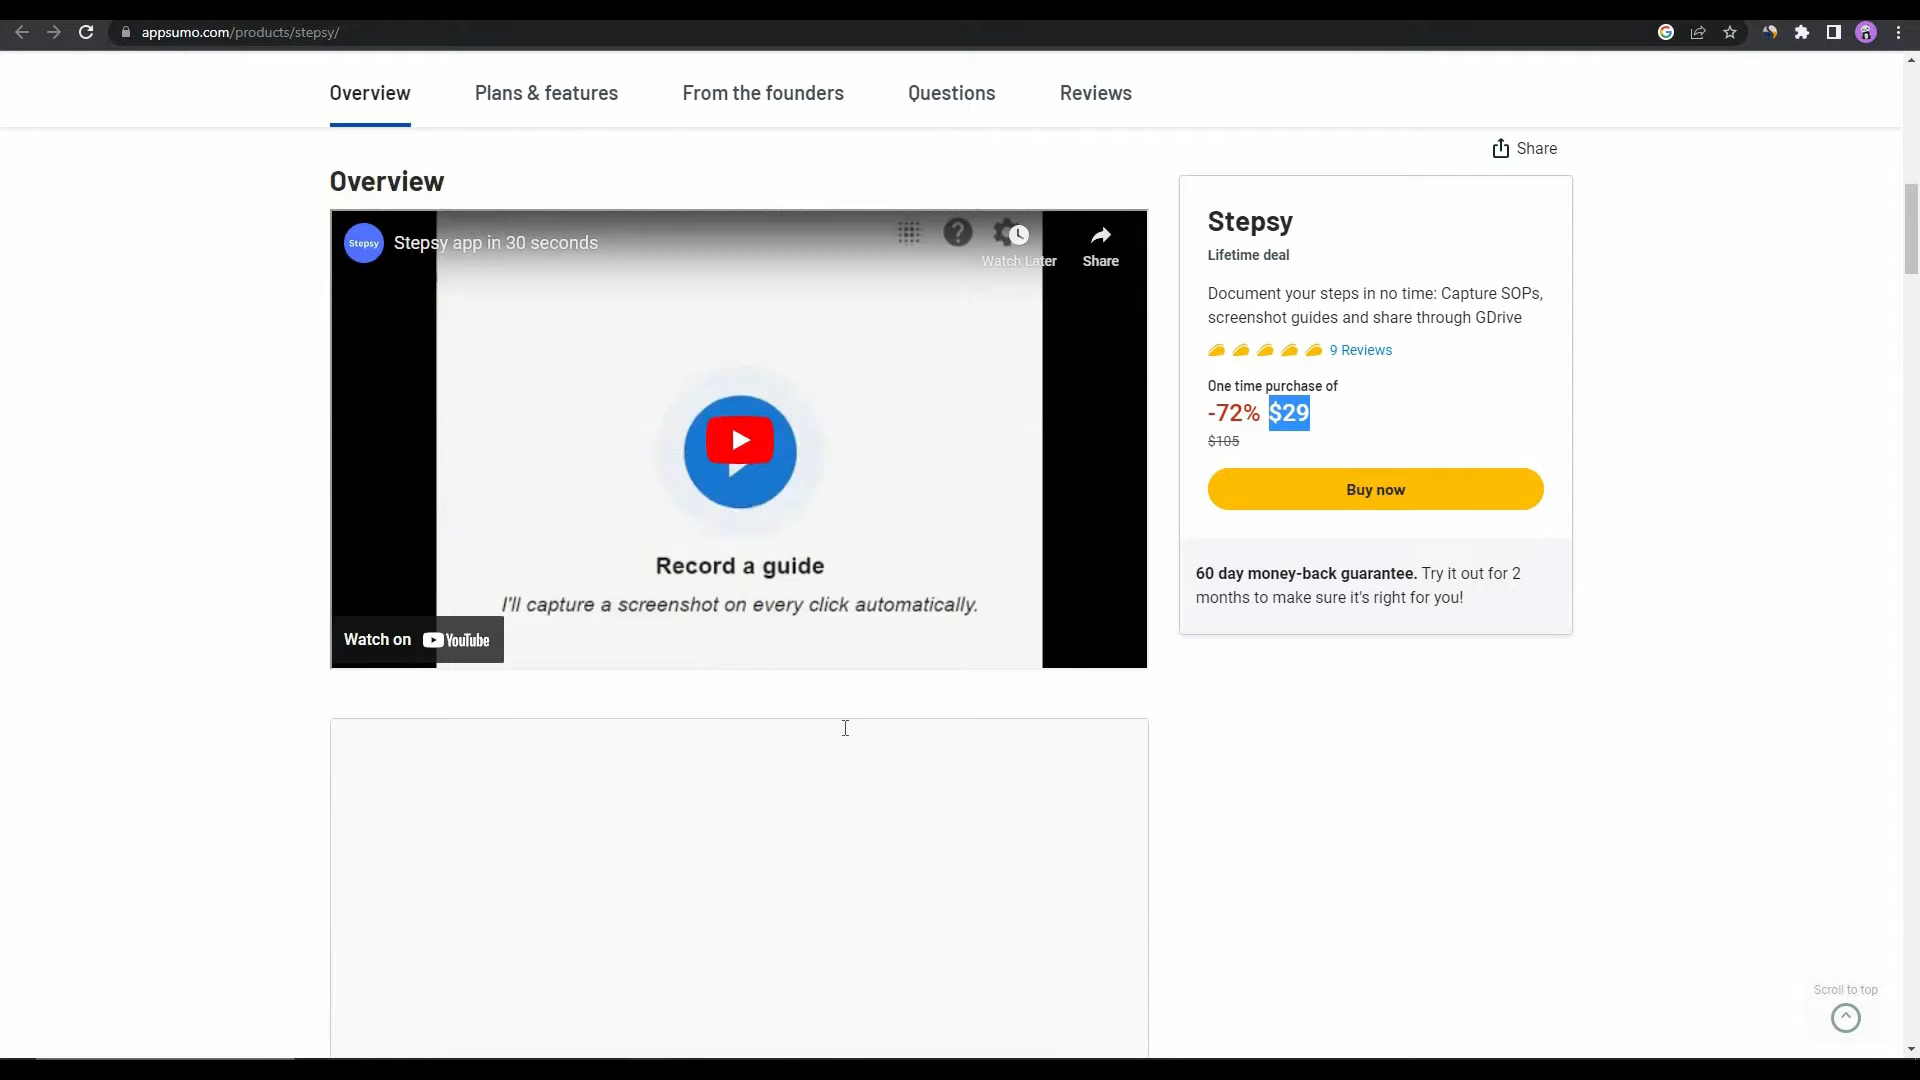 appsumo.com/products/stepsy/
Overview
Plans & features
From the founders
Questions
Reviews
Share
Overview
Stepsy
Stepsy app in 30 seconds
Watch Later
Share
Record a guide
I'll capture a screenshot on every click automatically.
Watch on YouTube
Stepsy
Lifetime deal
Document your steps in no time: Capture SOPs,
screenshot guides and share through GDrive
9 Reviews
One time purchase of
-72% $29
$105
Buy now
60 day money-back guarantee. Try it out for 2
months to make sure it's right for you!
Scroll to top